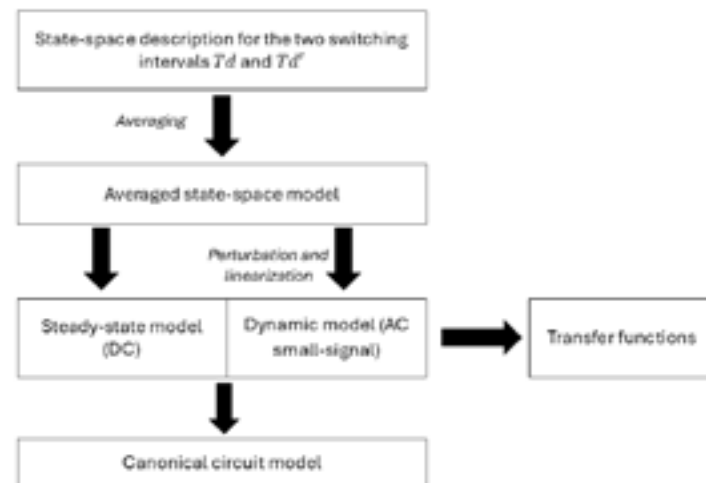 State-space description for the two switching
intervals Td and Td'
Averaging
Averaged state-space model
Perturbation and
linearization
Steady-state model
(DC)
Dynamic model (AC
small-signal)
Transfer functions
Canonical circuit model